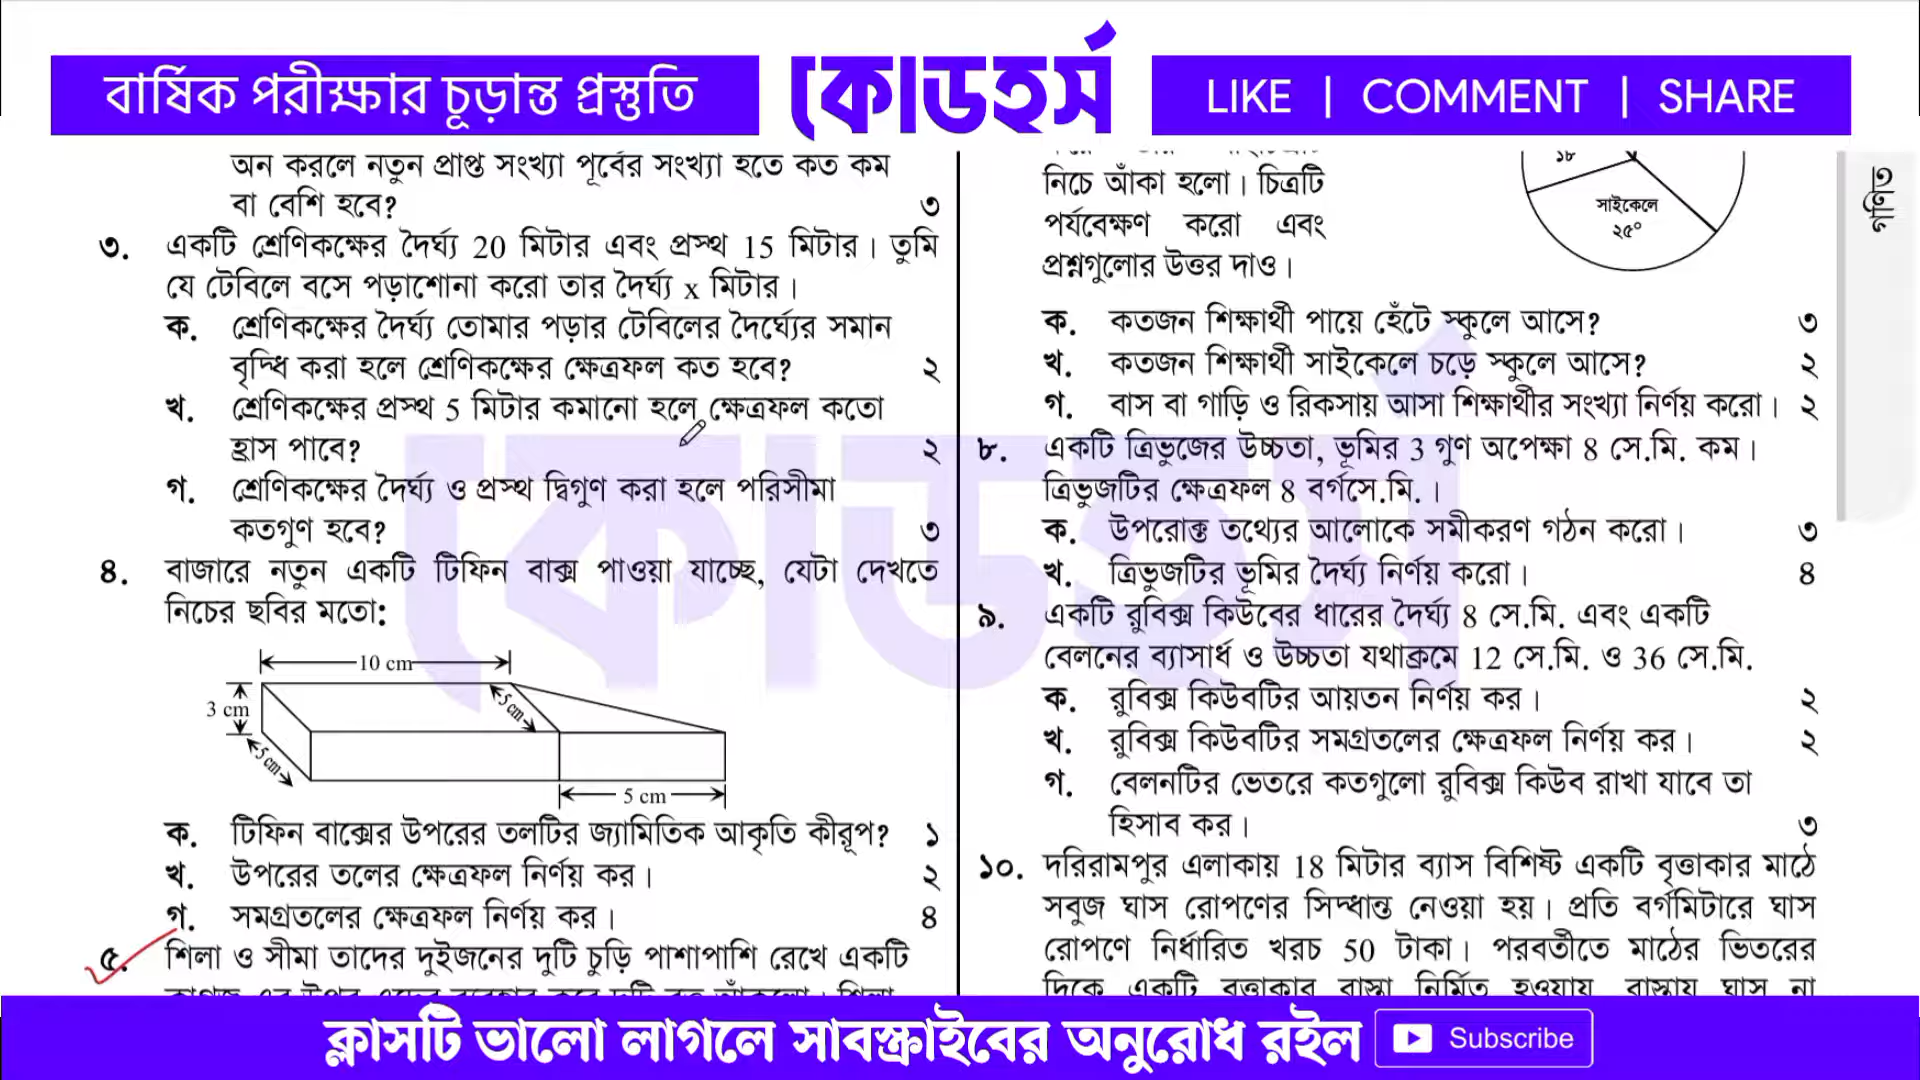 বার্ষিক পরীক্ষার চূড়ান্ত প্রস্তুতি
কোডহর্স
LIKE | COMMENT | SHARE
অন করলে নতুন প্রাপ্ত সংখ্যা পূর্বের সংখ্যা হতে কত কম
বা বেশি হবে? ৩
৩. একটি শ্রেণিকক্ষের দৈর্ঘ্য 20 মিটার এবং প্রস্থ 15 মিটার। তুমি
যে টেবিলে বসে পড়াশোনা করো তার দৈর্ঘ্য x মিটার।
ক. শ্রেণিকক্ষের দৈর্ঘ্য তোমার পড়ার টেবিলের দৈর্ঘ্যের সমান
বৃদ্ধি করা হলে শ্রেণিকক্ষের ক্ষেত্রফল কত হবে? ২
খ. শ্রেণিকক্ষের প্রস্থ 5 মিটার কমানো হলে ক্ষেত্রফল কতো
হ্রাস পাবে? ২
গ. শ্রেণিকক্ষের দৈর্ঘ্য ও প্রস্থ দ্বিগুণ করা হলে পরিসীমা
কতগুণ হবে? ৩
৪. বাজারে নতুন একটি টিফিন বাক্স পাওয়া যাচ্ছে, যেটা দেখতে
নিচের ছবির মতো:
10 cm
3 cm
5 cm
5 cm
5 cm
ক. টিফিন বাক্সের উপরের তলটির জ্যামিতিক আকৃতি কীরূপ? ১
খ. উপরের তলের ক্ষেত্রফল নির্ণয় কর। ২
গ. সমগ্রতলের ক্ষেত্রফল নির্ণয় কর। ৪
৫. শিলা ও সীমা তাদের দুইজনের দুটি চুড়ি পাশাপাশি রেখে একটি
১৮
সাইকেলে
২৫°
নিচে আঁকা হলো। চিত্রটি
পর্যবেক্ষণ করো এবং
প্রশ্নগুলোর উত্তর দাও।
ক. কতজন শিক্ষার্থী পায়ে হেঁটে স্কুলে আসে? ৩
খ. কতজন শিক্ষার্থী সাইকেলে চড়ে স্কুলে আসে? ২
গ. বাস বা গাড়ি ও রিকসায় আসা শিক্ষার্থীর সংখ্যা নির্ণয় করো। ২
৮. একটি ত্রিভুজের উচ্চতা, ভূমির 3 গুণ অপেক্ষা 8 সে.মি. কম।
ত্রিভুজটির ক্ষেত্রফল 8 বর্গসে.মি.।
ক. উপরোক্ত তথ্যের আলোকে সমীকরণ গঠন করো। ৩
খ. ত্রিভুজটির ভূমির দৈর্ঘ্য নির্ণয় করো। ৪
৯. একটি রুবিক্স কিউবের ধারের দৈর্ঘ্য 8 সে.মি. এবং একটি
বেলনের ব্যাসার্ধ ও উচ্চতা যথাক্রমে 12 সে.মি. ও 36 সে.মি.
ক. রুবিক্স কিউবটির আয়তন নির্ণয় কর। ২
খ. রুবিক্স কিউবটির সমগ্রতলের ক্ষেত্রফল নির্ণয় কর। ২
গ. বেলনটির ভেতরে কতগুলো রুবিক্স কিউব রাখা যাবে তা
হিসাব কর। ৩
১০. দরিরামপুর এলাকায় 18 মিটার ব্যাস বিশিষ্ট একটি বৃত্তাকার মাঠে
সবুজ ঘাস রোপণের সিদ্ধান্ত নেওয়া হয়। প্রতি বর্গমিটারে ঘাস
রোপণে নির্ধারিত খরচ 50 টাকা। পরবর্তীতে মাঠের ভিতরের
দিকে একটি বৃত্তাকার রাস্তা নির্মিত হওয়ায় রাস্তায় ঘাস না
গণিত
কোডহর্স
ক্লাসটি ভালো লাগলে সাবস্ক্রাইবের অনুরোধ রইল
Subscribe